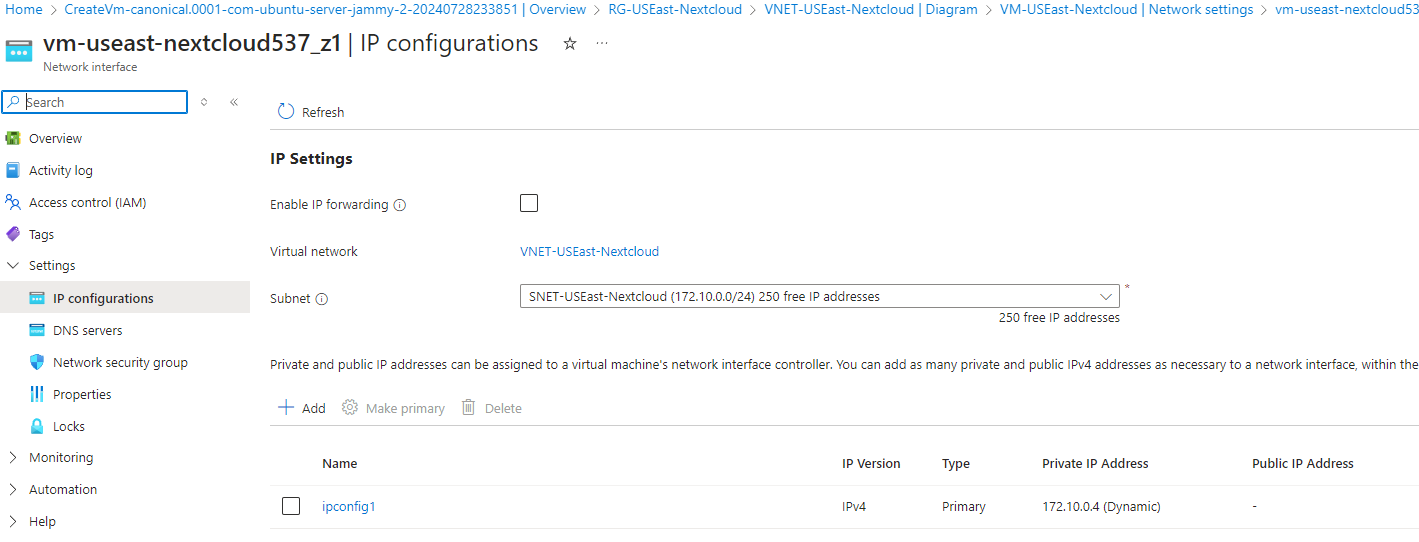 Home > CreateVm-canonical.0001-com-ubuntu-server-jammy-2-20240728233851 | Overview > RG-USEast-Nextcloud > VNET-USEast-Nextcloud | Diagram > VM-USEast-Nextcloud | Network settings > vm-useast-nextcloud53
vm-useast-nextcloud537_z1 | IP configurations
Network interface
Search
Refresh
Overview
Activity log
Access control (IAM)
Tags
Settings
IP configurations
DNS servers
Network security group
Properties
Locks
Monitoring
Automation
Help
IP Settings
Enable IP forwarding
Virtual network VNET-USEast-Nextcloud
Subnet SNET-USEast-Nextcloud (172.10.0.0/24) 250 free IP addresses *
250 free IP addresses
Private and public IP addresses can be assigned to a virtual machine's network interface controller. You can add as many private and public IPv4 addresses as necessary to a network interface, within the
Add Make primary Delete
Name IP Version Type Private IP Address Public IP Address
ipconfig1 IPv4 Primary 172.10.0.4 (Dynamic) -